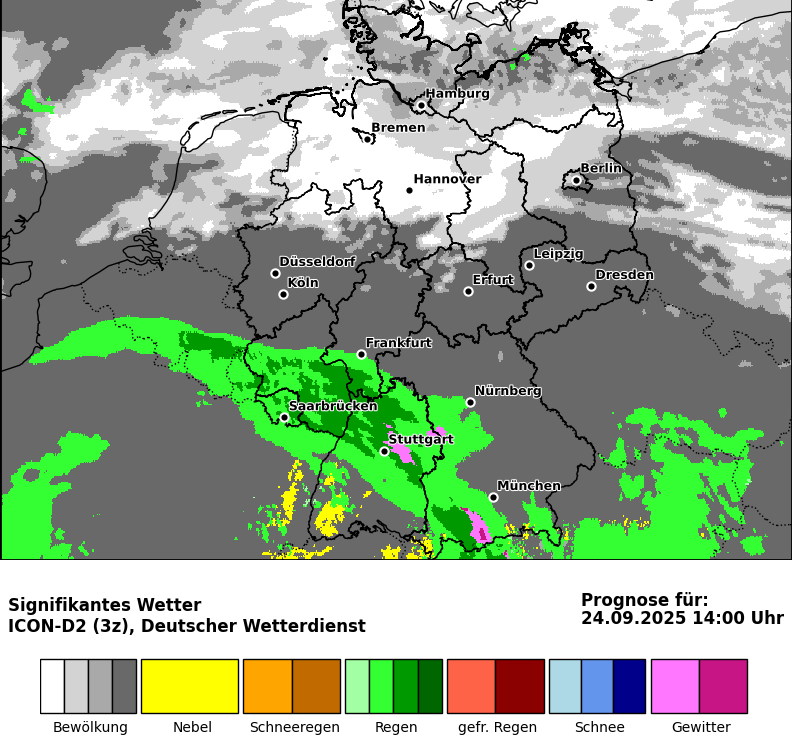 Hamburg
Bremen
Berlin
Hannover
Leipzig
Düsseldorf
Dresden
Köln
Erfurt
Frankfurt
Nürnberg
Saarbrücken
Stuttgart
München
Signifikantes Wetter
ICON-D2 (3z), Deutscher Wetterdienst
Prognose für:
24.09.2025 14:00 Uhr
Bewölkung Nebel Schneeregen Regen gefr. Regen Schnee Gewitter